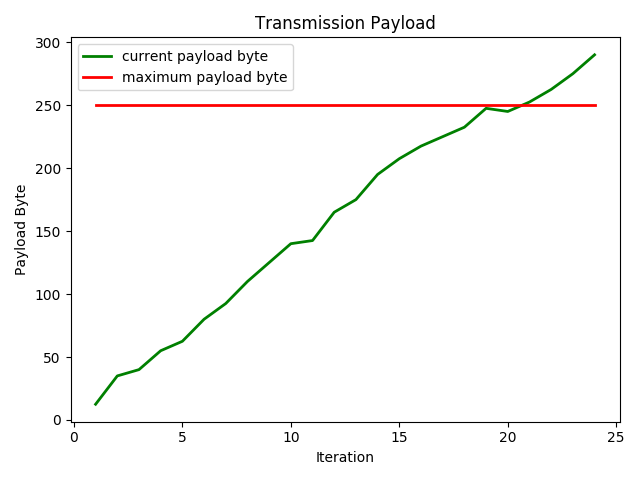 Transmission Payload
current payload byte
maximum payload byte
300
250
200
150
100
50
0
Payload Byte
0 5 10 15 20 25
Iteration